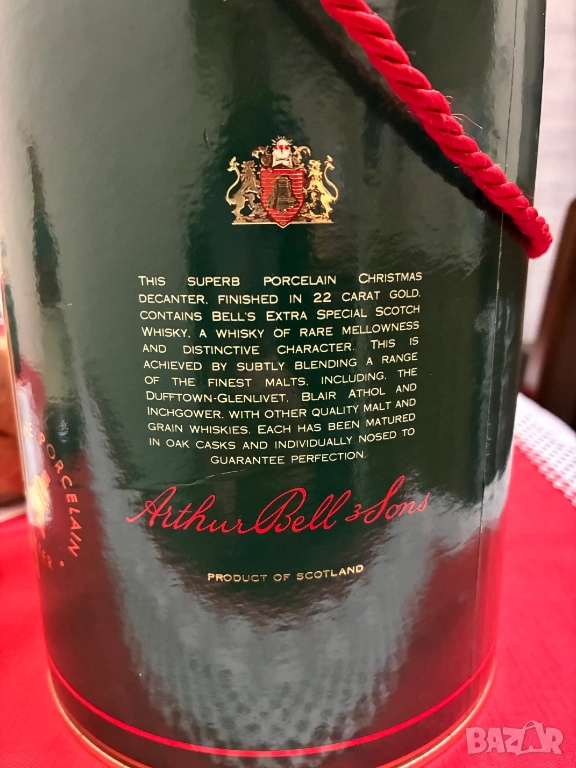 THIS SUPERB PORCELAIN CHRISTMAS
DECANTER, FINISHED IN 22 CARAT GOLD,
CONTAINS BELL'S EXTRA SPECIAL SCOTCH
WHISKY, A WHISKY OF RARE MELLOWNESS
AND DISTINCTIVE CHARACTER. THIS IS
ACHIEVED BY SUBTLY BLENDING A RANGE
OF THE FINEST MALTS, INCLUDING, THE
DUFFTOWN-GLENLIVET, BLAIR ATHOL AND
INCHGOWER, WITH OTHER QUALITY MALT AND
GRAIN WHISKIES. EACH HAS BEEN MATURED
IN OAK CASKS AND INDIVIDUALLY NOSED TO
GUARANTEE PERFECTION.
Arthur Bell & Sons
PRODUCT OF SCOTLAND
PORCELAIN
BAZAR